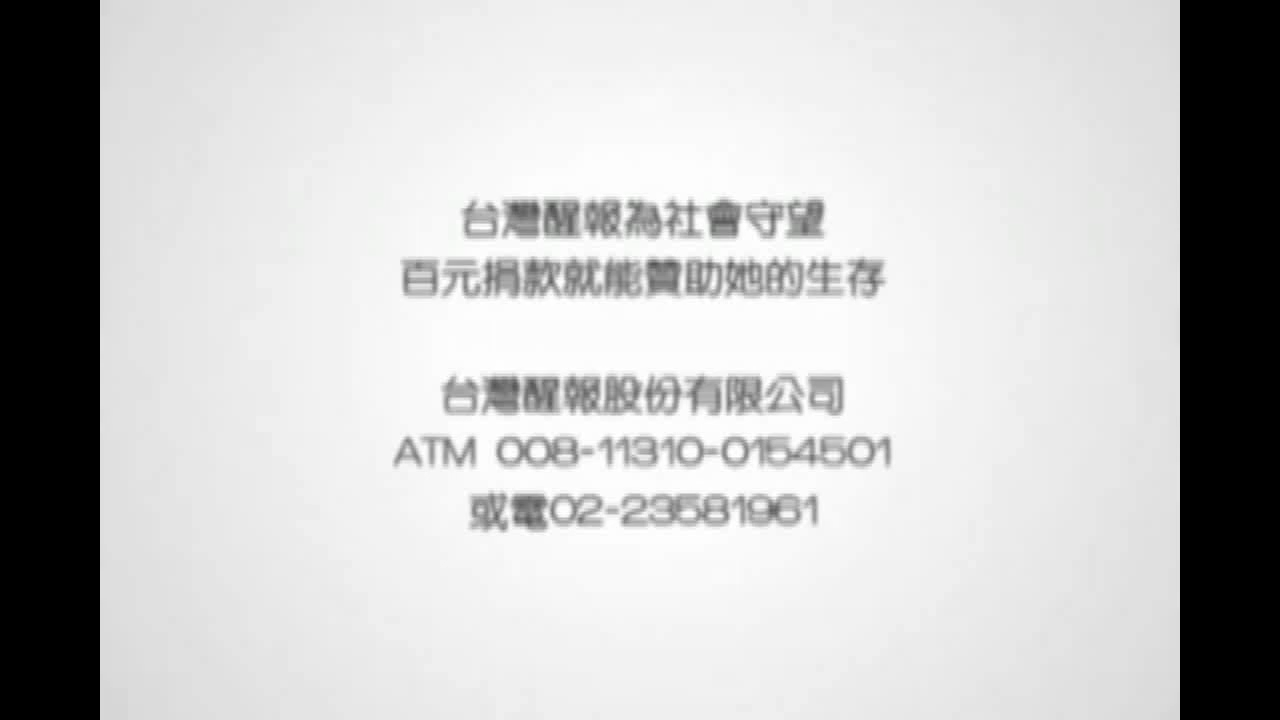 台灣醒報為社會守望
百元捐款就能贊助她的生存
台灣醒報股份有限公司
ATM 008-11310-0154501
或電02-23581961